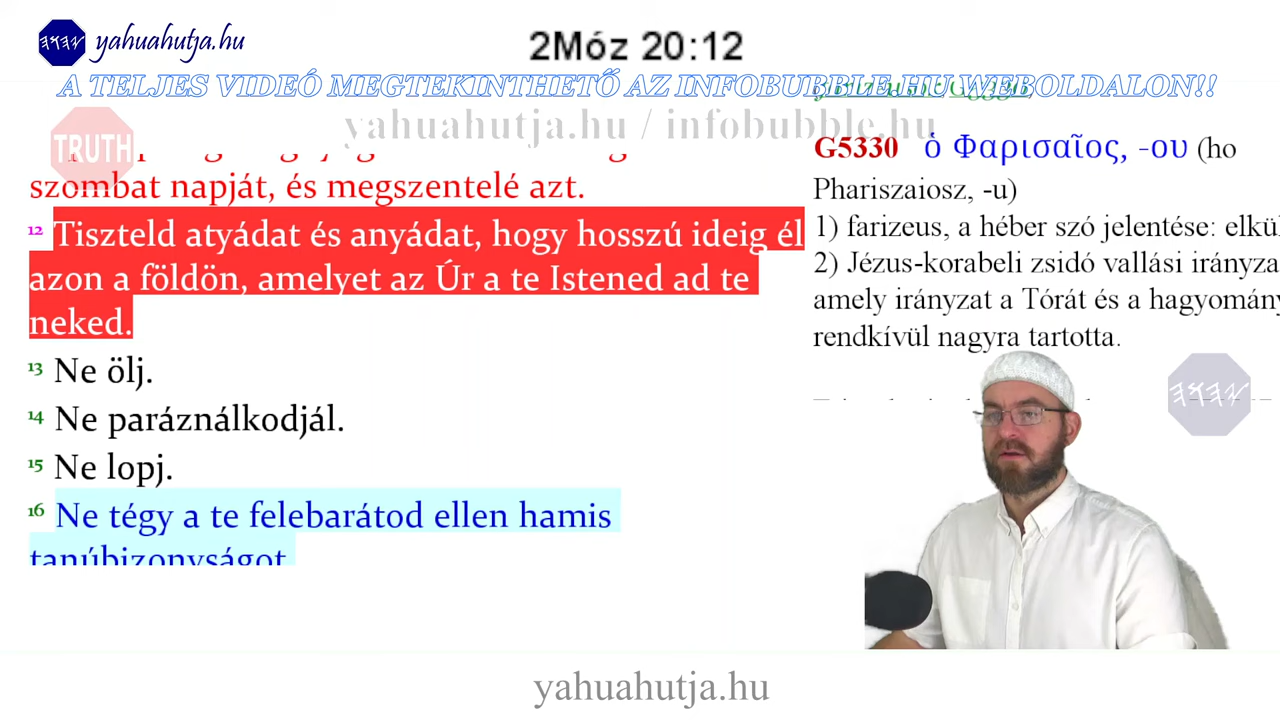 yahuahutja.hu
2Móz 20:12
A TELJES VIDEÓ MEGTEKINTHETŐ AZ INFOBUBBLE.HU WEBOLDALON!!
yahuahutja.hu / infobubble.hu
TRUTH
szombat napját, és megszentelé azt.
12 Tiszteld atyádat és anyádat, hogy hosszú ideig él
azon a földön, amelyet az Úr a te Istened ad te
neked.
13 Ne ölj.
14 Ne paráználkodjál.
15 Ne lopj.
16 Ne tégy a te felebarátod ellen hamis
tanúbizonyságot
G5330 ὁ Φαρισαῖος, -ου (ho
Phariszaiosz, -u)
1) farizeus, a héber szó jelentése: elkü
2) Jézus-korabeli zsidó vallási irányza
amely irányzat a Tórát és a hagyomány
rendkívül nagyra tartotta.
yahuahutja.hu